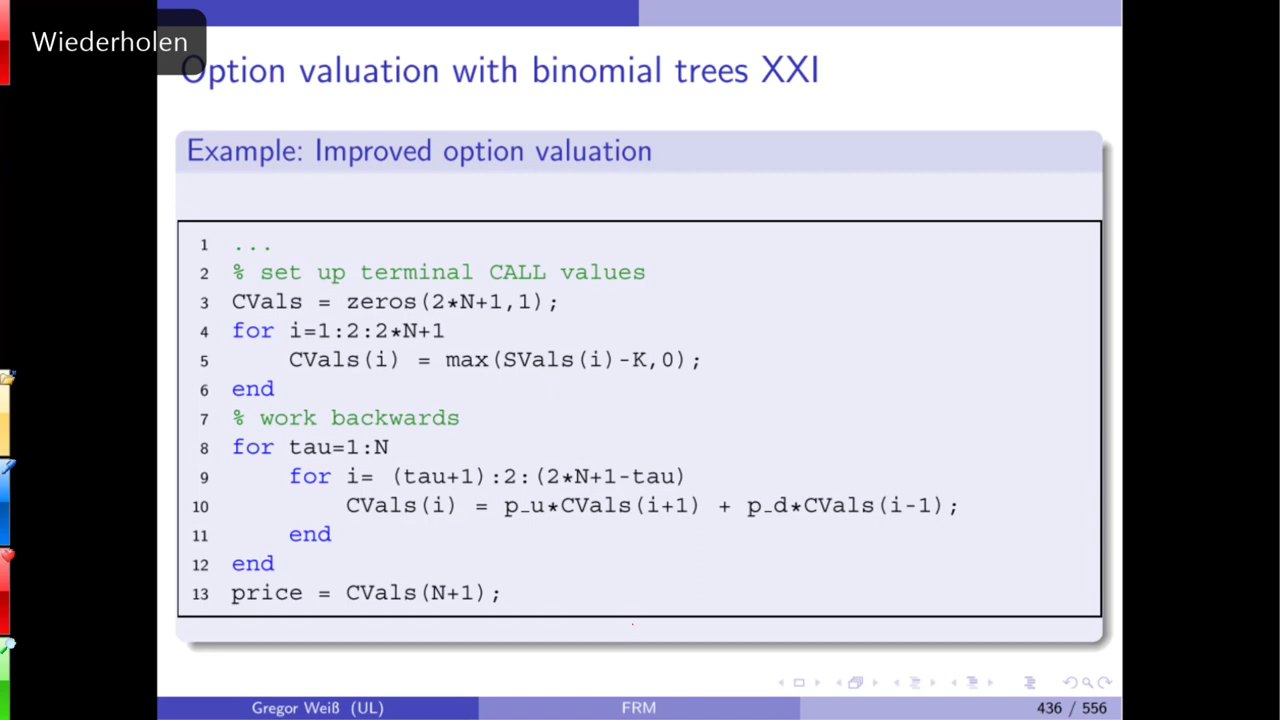 Wiederholen
Option valuation with binomial trees XXI
Example: Improved option valuation
1 ...
2 % set up terminal CALL values
3 CVals = zeros(2*N+1,1);
4 for i=1:2:2*N+1
5     CVals(i) = max(SVals(i)-K,0);
6 end
7 % work backwards
8 for tau=1:N
9     for i= (tau+1):2:(2*N+1-tau)
10         CVals(i) = p_u*CVals(i+1) + p_d*CVals(i-1);
11     end
12 end
13 price = CVals(N+1);
Gregor Weiß (UL) FRM 436 / 556